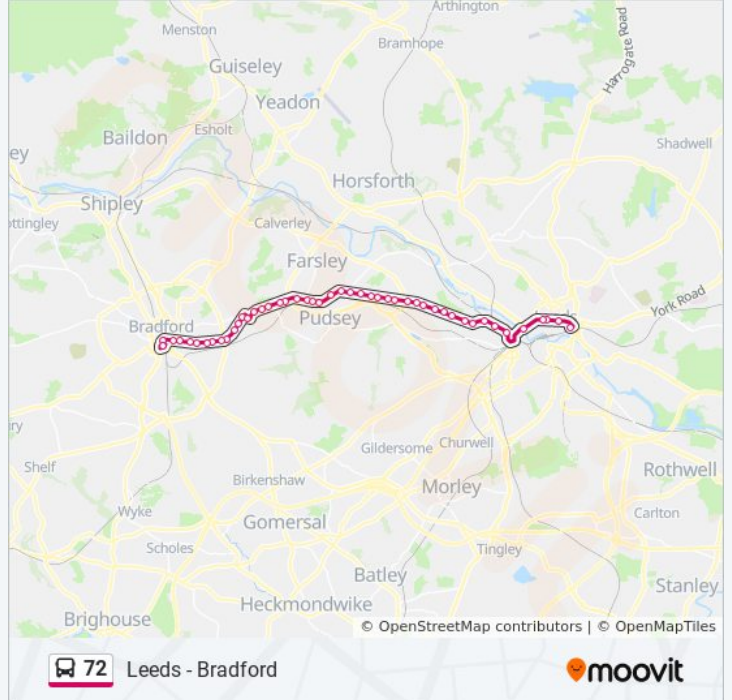 Arthington
Menston
Bramhope
Harrogate Road
Guiseley
Yeadon
Esholt
Baildon
Shadwell
ey
Horsforth
Shipley
ottingley
Calverley
Farsley
York Road
Pudsey
Bradford
ry
Gildersome
Churwell
Shelf
Rothwell
Birkenshaw
Morley
Wyke
Carlton
Gomersal
Scholes
Tingley
Batley
Stanley
Heckmondwike
Brighouse
© OpenStreetMap contributors | © OpenMapTiles
72 Leeds - Bradford
moovit